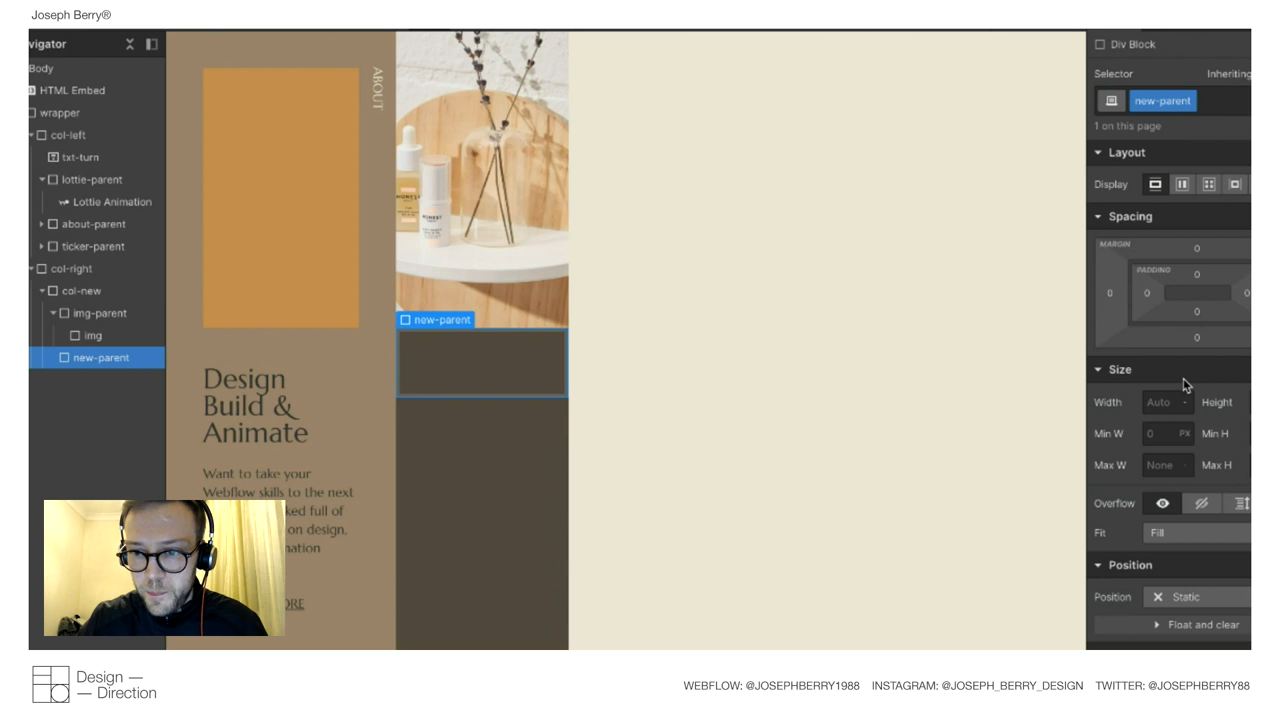 Joseph Berry®
vigator
Body
HTML Embed
wrapper
col-left
txt-turn
lottie-parent
Lottie Animation
about-parent
ticker-parent
col-right
col-new
img-parent
img
new-parent
ABOUT
HONEST
HONEST
new-parent
Design
Build &
Animate
Want to take your
Webflow skills to the next
ked full of
on design,
mation
ORE
Div Block
Selector Inheriting
new-parent
1 on this page
Layout
Display
Spacing
MARGIN
0
PADDING
0
0 0 0
0
0
Size
Width Auto - Height
Min W 0 PX Min H
Max W None - Max H
Overflow
Fit Fill
Position
Position Static
Float and clear
Design —
— Direction
WEBFLOW: @JOSEPHBERRY1988 INSTAGRAM: @JOSEPH_BERRY_DESIGN TWITTER: @JOSEPHBERRY88